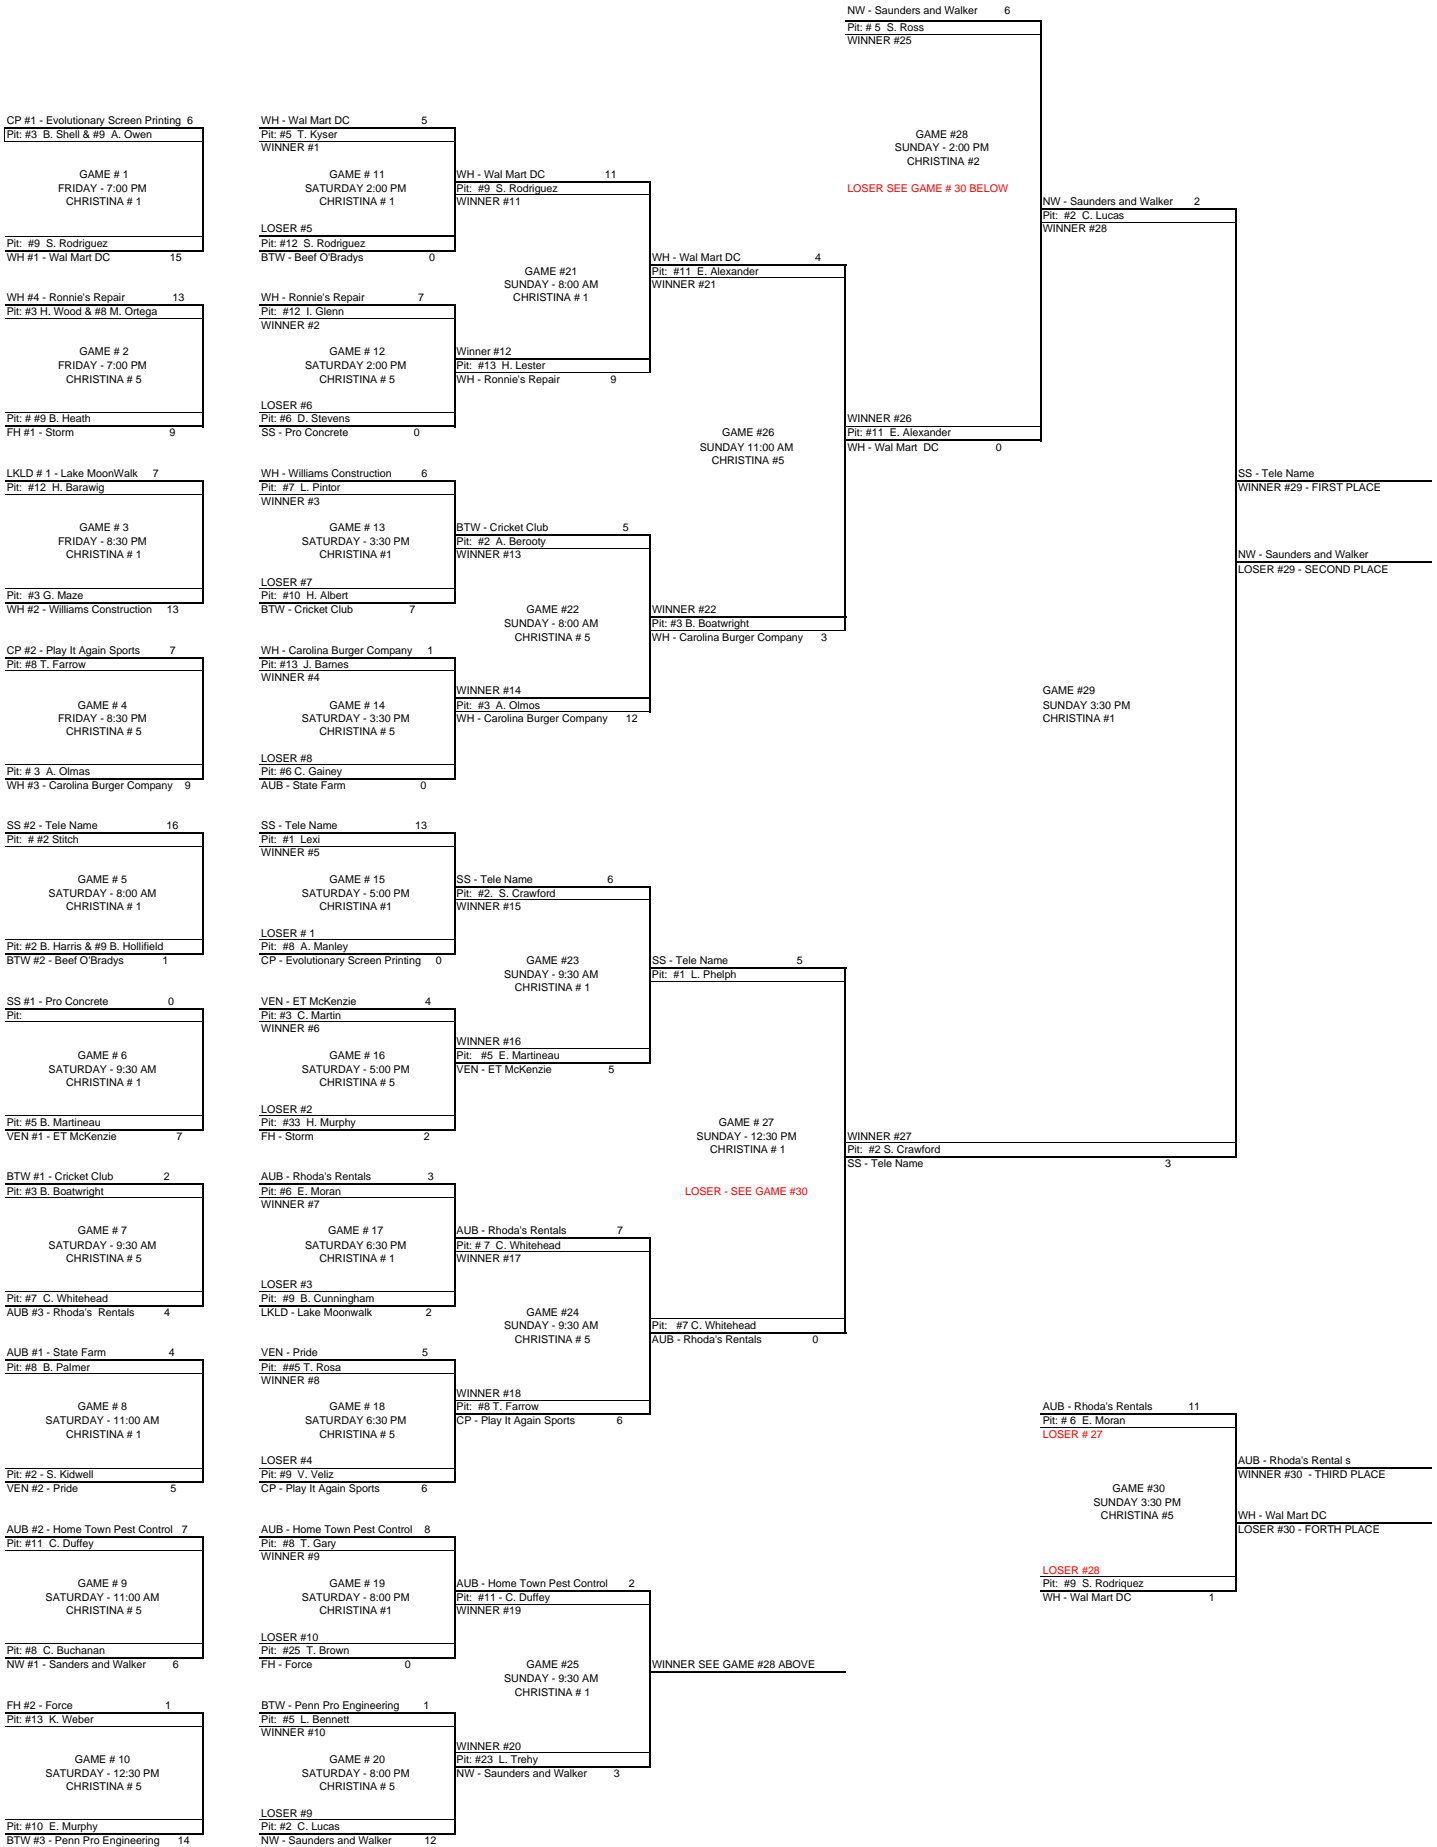 NW - Saunders and Walker 6
Pit: # 5 S. Ross
WINNER #25
GAME #28
SUNDAY - 2:00 PM
CHRISTINA #2
LOSER SEE GAME # 30 BELOW
CP #1 - Evolutionary Screen Printing 6
Pit: #3 B. Shell & #9 A. Owen
GAME # 1
FRIDAY - 7:00 PM
CHRISTINA # 1
Pit: #9 S. Rodriguez
WH #1 - Wal Mart DC 15
WH #4 - Ronnie's Repair 13
Pit: #3 H. Wood & #8 M. Ortega
GAME # 2
FRIDAY - 7:00 PM
CHRISTINA # 5
Pit: # #9 B. Heath
FH #1 - Storm 9
LKLD # 1 - Lake MoonWalk 7
Pit: #12 H. Barawig
GAME # 3
FRIDAY - 8:30 PM
CHRISTINA # 1
Pit: #3 G. Maze
WH #2 - Williams Construction 13
CP #2 - Play It Again Sports 7
Pit: #8 T. Farrow
GAME # 4
FRIDAY - 8:30 PM
CHRISTINA # 5
Pit: # 3 A. Olmas
WH #3 - Carolina Burger Company 9
SS #2 - Tele Name 16
Pit: # #2 Stitch
GAME # 5
SATURDAY - 8:00 AM
CHRISTINA # 1
Pit: #2 B. Harris & #9 B. Hollifield
BTW #2 - Beef O'Bradys 1
SS #1 - Pro Concrete 0
Pit:
GAME # 6
SATURDAY - 9:30 AM
CHRISTINA # 1
Pit: #5 B. Martineau
VEN #1 - ET McKenzie 7
BTW #1 - Cricket Club 2
Pit: #3 B. Boatwright
GAME # 7
SATURDAY - 9:30 AM
CHRISTINA # 5
Pit: #7 C. Whitehead
AUB #3 - Rhoda's Rentals 4
AUB #1 - State Farm 4
Pit: #8 B. Palmer
GAME # 8
SATURDAY - 11:00 AM
CHRISTINA # 1
Pit: #2 - S. Kidwell
VEN #2 - Pride 5
AUB #2 - Home Town Pest Control 7
Pit: #11 C. Duffey
GAME # 9
SATURDAY - 11:00 AM
CHRISTINA # 5
Pit: #8 C. Buchanan
NW #1 - Sanders and Walker 6
FH #2 - Force 1
Pit: #13 K. Weber
GAME # 10
SATURDAY - 12:30 PM
CHRISTINA # 5
Pit: #10 E. Murphy
BTW #3 - Penn Pro Engineering 14
WH - Wal Mart DC 5
Pit: #5 T. Kyser
WINNER #1
GAME # 11
SATURDAY 2:00 PM
CHRISTINA # 1
LOSER #5
Pit: #12 S. Rodriguez
BTW - Beef O'Bradys 0
WH - Ronnie's Repair 7
Pit: #12 I. Glenn
WINNER #2
GAME # 12
SATURDAY 2:00 PM
CHRISTINA # 5
LOSER #6
Pit: #6 D. Stevens
SS - Pro Concrete 0
WH - Williams Construction 6
Pit: #7 L. Pintor
WINNER #3
GAME # 13
SATURDAY - 3:30 PM
CHRISTINA #1
LOSER #7
Pit: #10 H. Albert
BTW - Cricket Club 7
WH - Carolina Burger Company 1
Pit: #13 J. Barnes
WINNER #4
GAME # 14
SATURDAY - 3:30 PM
CHRISTINA # 5
LOSER #8
Pit: #6 C. Gainey
AUB - State Farm 0
SS - Tele Name 13
Pit: #1 Lexi
WINNER #5
GAME # 15
SATURDAY - 5:00 PM
CHRISTINA #1
LOSER # 1
Pit: #8 A. Manley
CP - Evolutionary Screen Printing 0
VEN - ET McKenzie 4
Pit: #3 C. Martin
WINNER #6
GAME # 16
SATURDAY - 5:00 PM
CHRISTINA # 5
LOSER #2
Pit: #33 H. Murphy
FH - Storm 2
AUB - Rhoda's Rentals 3
Pit: #6 E. Moran
WINNER #7
GAME # 17
SATURDAY 6:30 PM
CHRISTINA # 1
LOSER #3
Pit: #9 B. Cunningham
LKLD - Lake Moonwalk 2
VEN - Pride 5
Pit: ##5 T. Rosa
WINNER #8
GAME # 18
SATURDAY 6:30 PM
CHRISTINA # 5
LOSER #4
Pit: #9 V. Veliz
CP - Play It Again Sports 6
AUB - Home Town Pest Control 8
Pit: #8 T. Gary
WINNER #9
GAME # 19
SATURDAY - 8:00 PM
CHRISTINA #1
LOSER #10
Pit: #25 T. Brown
FH - Force 0
BTW - Penn Pro Engineering 1
Pit: #5 L. Bennett
WINNER #10
GAME # 20
SATURDAY - 8:00 PM
CHRISTINA # 5
LOSER #9
Pit: #2 C. Lucas
NW - Saunders and Walker 12
WH - Wal Mart DC 11
Pit: #9 S. Rodriguez
WINNER #11
GAME #21
SUNDAY - 8:00 AM
CHRISTINA # 1
Winner #12
Pit: #13 H. Lester
WH - Ronnie's Repair 9
BTW - Cricket Club 5
Pit: #2 A. Berooty
WINNER #13
GAME #22
SUNDAY - 8:00 AM
CHRISTINA # 5
WINNER #14
Pit: #3 A. Olmos
WH - Carolina Burger Company 12
SS - Tele Name 6
Pit: #2. S. Crawford
WINNER #15
GAME #23
SUNDAY - 9:30 AM
CHRISTINA # 1
WINNER #16
Pit: #5 E. Martineau
VEN - ET McKenzie 5
AUB - Rhoda's Rentals 7
Pit: # 7 C. Whitehead
WINNER #17
GAME #24
SUNDAY - 9:30 AM
CHRISTINA # 5
WINNER #18
Pit: #8 T. Farrow
CP - Play It Again Sports 6
AUB - Home Town Pest Control 2
Pit: #11 - C. Duffey
WINNER #19
GAME #25
SUNDAY - 9:30 AM
CHRISTINA # 1
WINNER #20
Pit: #23 L. Trehy
NW - Saunders and Walker 3
WH - Wal Mart DC 4
Pit: #11 E. Alexander
WINNER #21
GAME #26
SUNDAY 11:00 AM
CHRISTINA #5
WINNER #22
Pit: #3 B. Boatwright
WH - Carolina Burger Company 3
SS - Tele Name 5
Pit: #1 L. Phelph
GAME # 27
SUNDAY - 12:30 PM
CHRISTINA # 1
LOSER - SEE GAME #30
Pit: #7 C. Whitehead
AUB - Rhoda's Rentals 0
WINNER SEE GAME #28 ABOVE
WINNER #26
Pit: #11 E. Alexander
WH - Wal Mart DC 0
WINNER #27
Pit: #2 S. Crawford
SS - Tele Name 3
NW - Saunders and Walker 2
Pit: #2 C. Lucas
WINNER #28
GAME #29
SUNDAY 3:30 PM
CHRISTINA #1
SS - Tele Name
WINNER #29 - FIRST PLACE
NW - Saunders and Walker
LOSER #29 - SECOND PLACE
AUB - Rhoda's Rentals 11
Pit: # 6 E. Moran
LOSER # 27
GAME #30
SUNDAY 3:30 PM
CHRISTINA #5
LOSER #28
Pit: #9 S. Rodriquez
WH - Wal Mart DC 1
AUB - Rhoda's Rental s
WINNER #30 - THIRD PLACE
WH - Wal Mart DC
LOSER #30 - FORTH PLACE